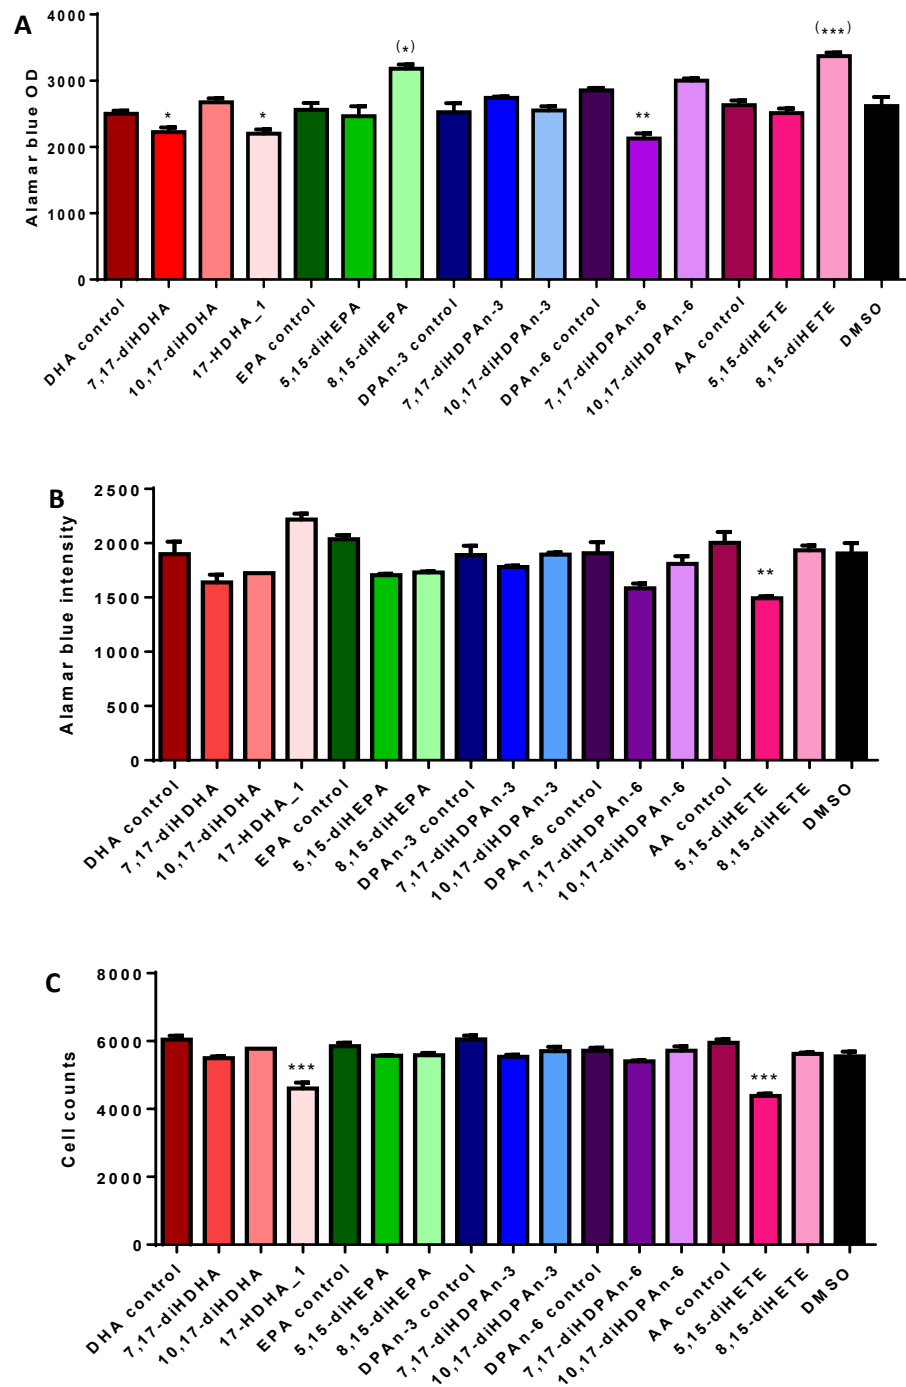 A
Alamar blue OD
4000
3000
2000
1000
0
*
*
(*)
**
(***)
DHA control
7,17-diHDHA
10,17-diHDHA
17-HDHA_1
EPA control
5,15-diHEPA
8,15-diHEPA
DPAn-3 control
7,17-diHDPAn-3
10,17-diHDPAn-3
DPAn-6 control
7,17-diHDPAn-6
10,17-diHDPAn-6
AA control
5,15-diHETE
8,15-diHETE
DMSO
B
Alamar blue intensity
2500
2000
1500
1000
500
0
**
DHA control
7,17-diHDHA
10,17-diHDHA
17-HDHA_1
EPA control
5,15-diHEPA
8,15-diHEPA
DPAn-3 control
7,17-diHDPAn-3
10,17-diHDPAn-3
DPAn-6 control
7,17-diHDPAn-6
10,17-diHDPAn-6
AA control
5,15-diHETE
8,15-diHETE
DMSO
C
Cell counts
8000
6000
4000
2000
0
***
***
DHA control
7,17-diHDHA
10,17-diHDHA
17-HDHA_1
EPA control
5,15-diHEPA
8,15-diHEPA
DPAn-3 control
7,17-diHDPAn-3
10,17-diHDPAn-3
DPAn-6 control
7,17-diHDPAn-6
10,17-diHDPAn-6
AA control
5,15-diHETE
8,15-diHETE
DMSO